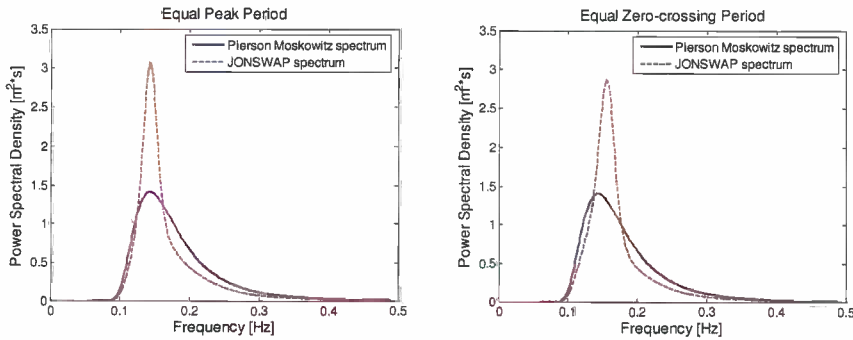 Equal Peak Period
Pierson Moskowitz spectrum
JONSWAP spectrum
Power Spectral Density [m²*s]
3.5
3
2.5
2
1.5
1
0.5
0
0
0.1
0.2
0.3
0.4
0.5
Frequency [Hz]
Equal Zero-crossing Period
Pierson Moskowitz spectrum
JONSWAP spectrum
Power Spectral Density [m²*s]
3.5
3
2.5
2
1.5
1
0.5
0
0
0.1
0.2
0.3
0.4
0.5
Frequency [Hz]